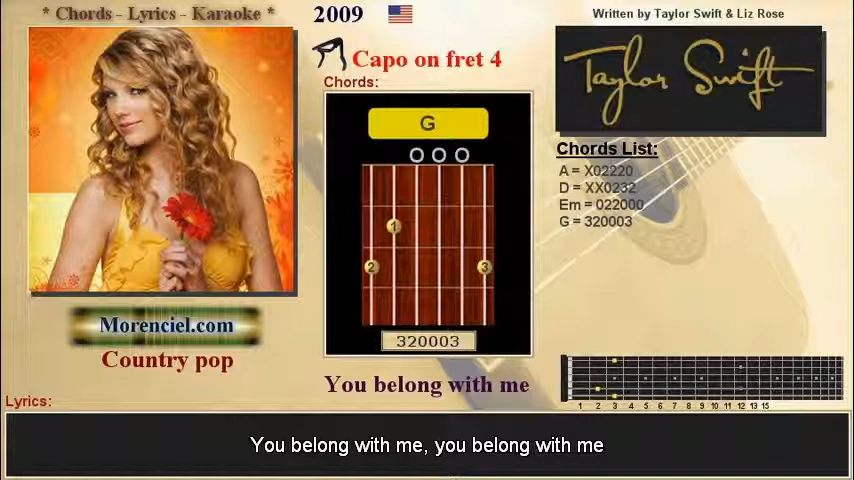 * Chords - Lyrics - Karaoke *
2009
Written by Taylor Swift & Liz Rose
Capo on fret 4
Chords:
G
O O O
1
2
3
320003
Taylor Swift
Chords List:
A = X02220
D = XX0232
Em = 022000
G = 320003
Morenciel.com
Country pop
You belong with me
1 2 3 4 5 6 7 8 9 10 11 12 13 15
Lyrics:
You belong with me, you belong with me